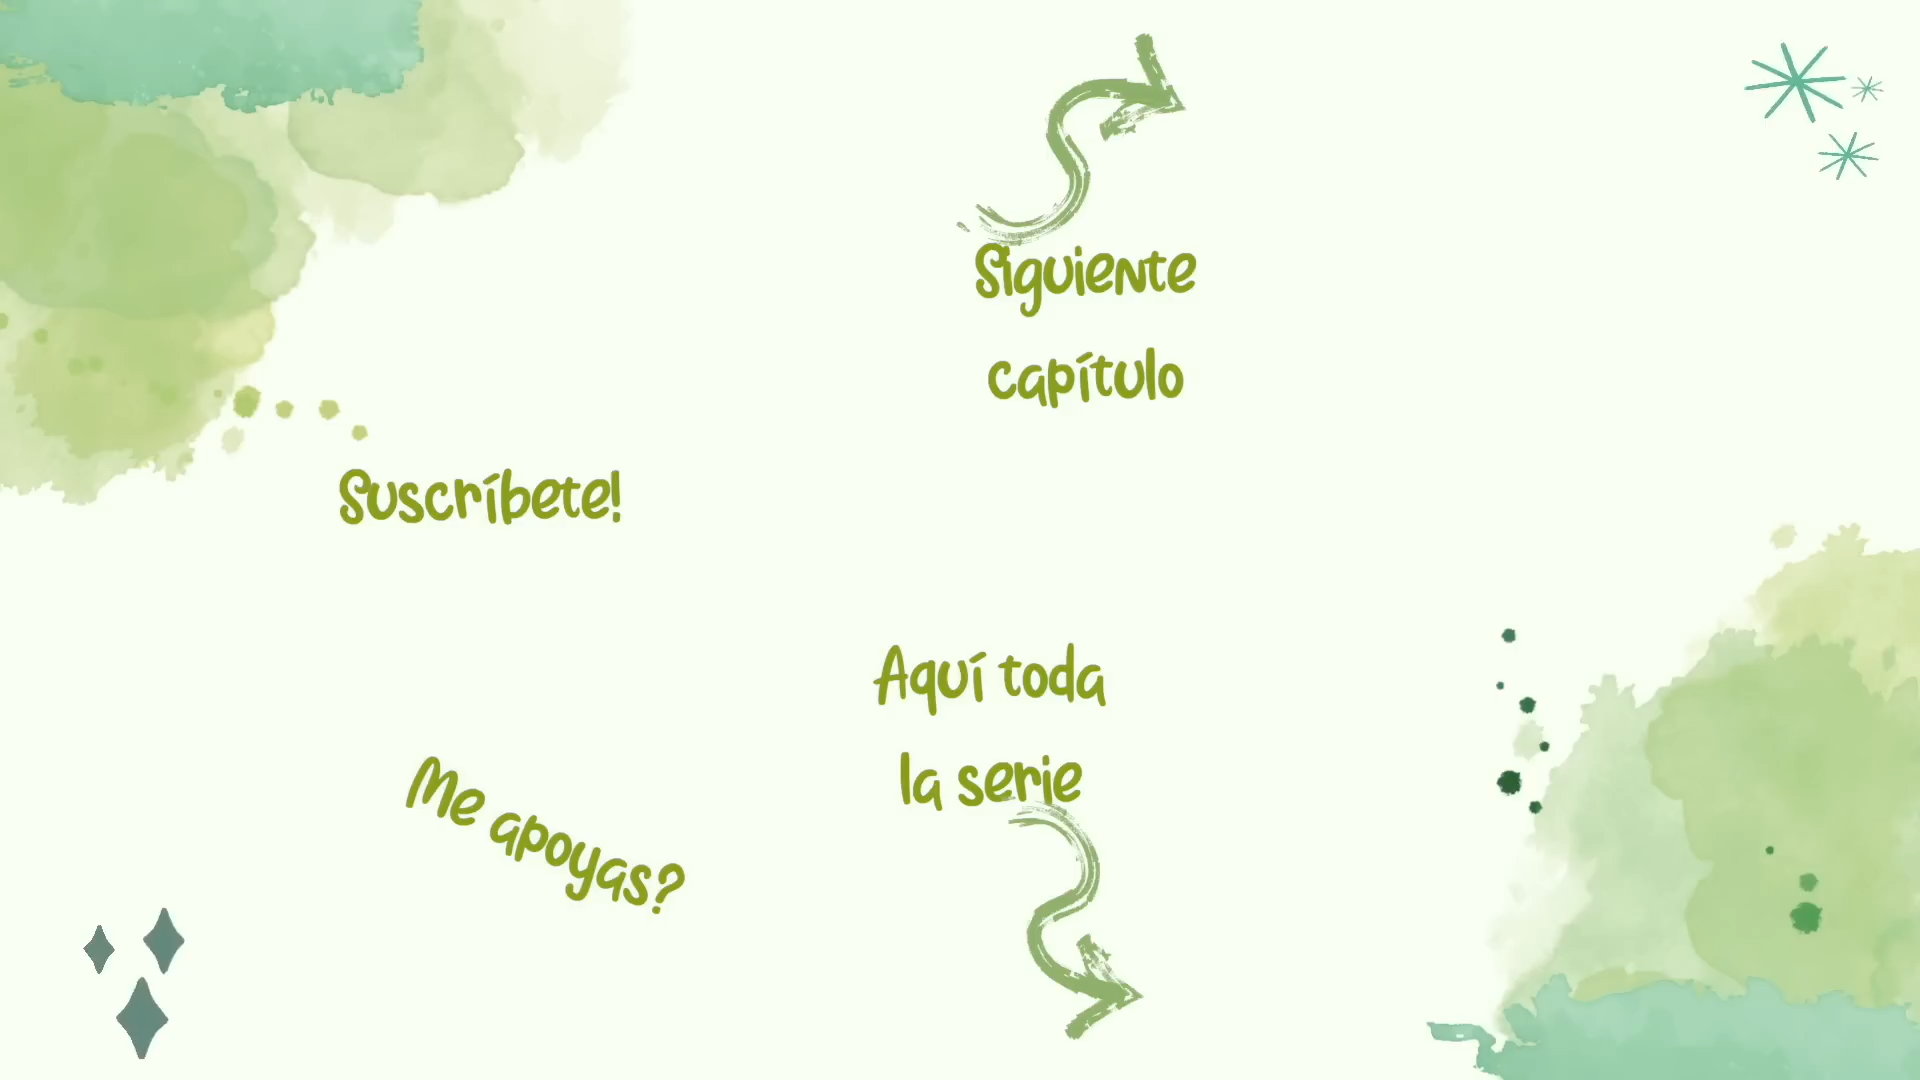 Siguiente
capítulo
Suscríbete!
Aquí toda
la serie
Me apoyas?